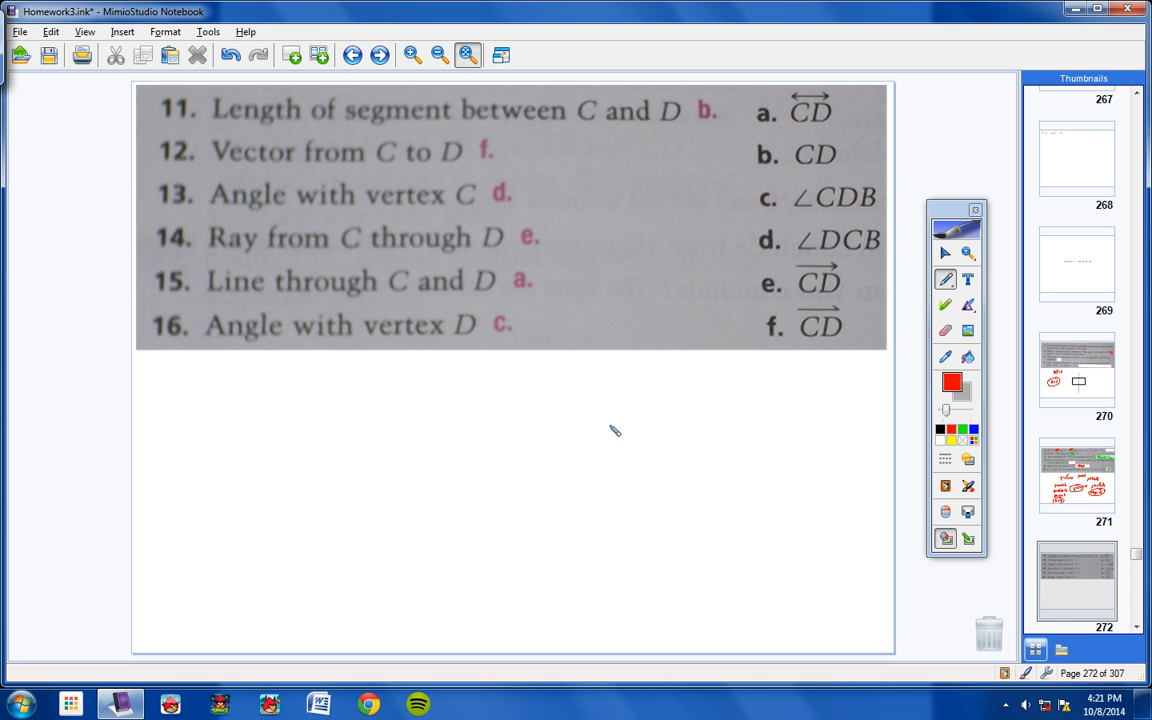 Homework3.ink* - MimioStudio Notebook
File Edit View Insert Format Tools Help
11. Length of segment between C and D b. a. CD
12. Vector from C to D f. b. CD
13. Angle with vertex C d. c. ∠CDB
14. Ray from C through D e. d. ∠DCB
15. Line through C and D a. e. CD
16. Angle with vertex D c. f. CD
Thumbnails
267
268
269
270
271
272
Page 272 of 307
4:21 PM
10/8/2014